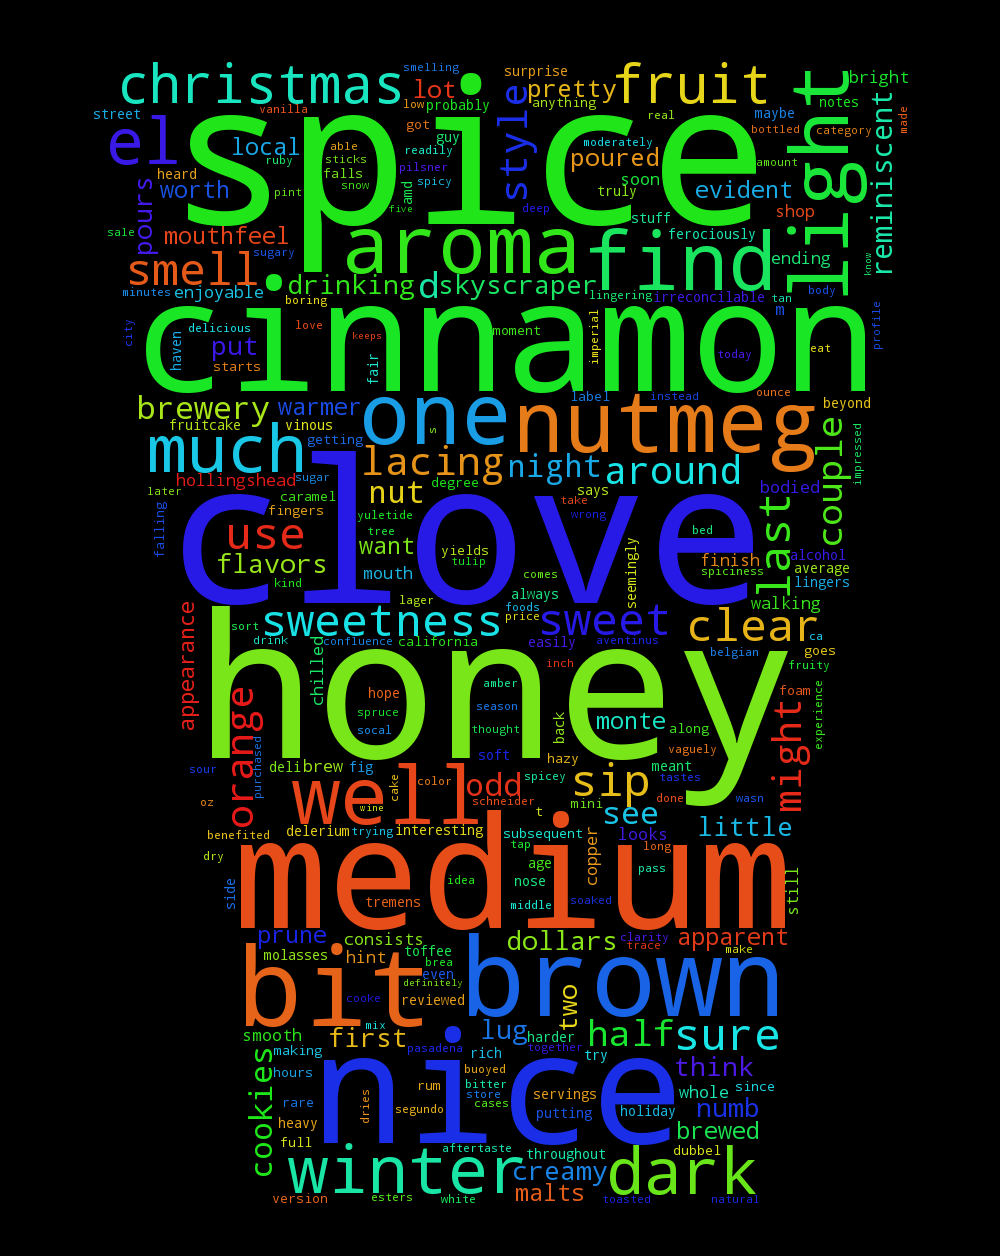 smelling
surprise
christmas
lot
pretty
fruit
bright
street
vanilla
low
probably
anything
real
maybe
notes
made
el
spice
style
light
local
got
guy
bottled
category
reminiscent
able
readily
moderately
ruby
sticks
heard
falls
pilsner
poured
amount
worth
pint
snow
amd
spicy
truly
soon
evident
pours
five
deep
stuff
shop
sale
mouthfeel
aroma
find
ferociously
sugary
smell
drinking
d
skyscraper
ending
know
minutes
enjoyable
boring
lingering
irreconcilable
tan
body
m
city
delicious
love
cinnamon
moment
imperial
profile
haven
put
keeps
today
eat
starts
fair
brewery
warmer
one
label
instead
ounce
beyond
fruitcake
vinous
nutmeg
much
getting
s
couple
impressed
lacing
night
around
hollingshead
sugar
nut
degree
says
bodied
later
caramel
take
falling
fingers
yuletide
wrong
last
use
clove
tree
bed
want
yields
flavors
tulip
finish
alcohol
mouth
comes
seemingly
spiciness
average
kind
always
lingers
lager
foods
walking
appearance
sort
sweetness
price
sweet
clear
drink
confluence
california
easily
aventinus
ca
belgian
goes
chilled
honey
inch
fruity
amber
hope
foam
orange
season
experience
spruce
back
monte
socal
thought
along
might
purchased
soft
hazy
vaguely
sour
deli
brew
fig
meant
cake
color
odd
spicey
sip
tastes
well
schneider
mini
done
wasn
oz
wine
t
see
benefited
delerium
trying
interesting
subsequent
looks
little
medium
tap
copper
long
dry
age
side
idea
nose
pass
still
tremens
middle
soaked
prune
consists
dollars
clarity
apparent
molasses
hint
toffee
trace
make
bit
brea
brown
even
definitely
cooke
reviewed
two
smooth
first
mix
lug
harder
half
sure
making
nice
pasadena
rich
together
try
cookies
hours
buoyed
think
rum
bitter
store
servings
whole
since
rare
segundo
cases
putting
holiday
numb
heavy
dries
brewed
full
aftertaste
throughout
dubbel
winter
creamy
dark
malts
version
esters
white
toasted
natural